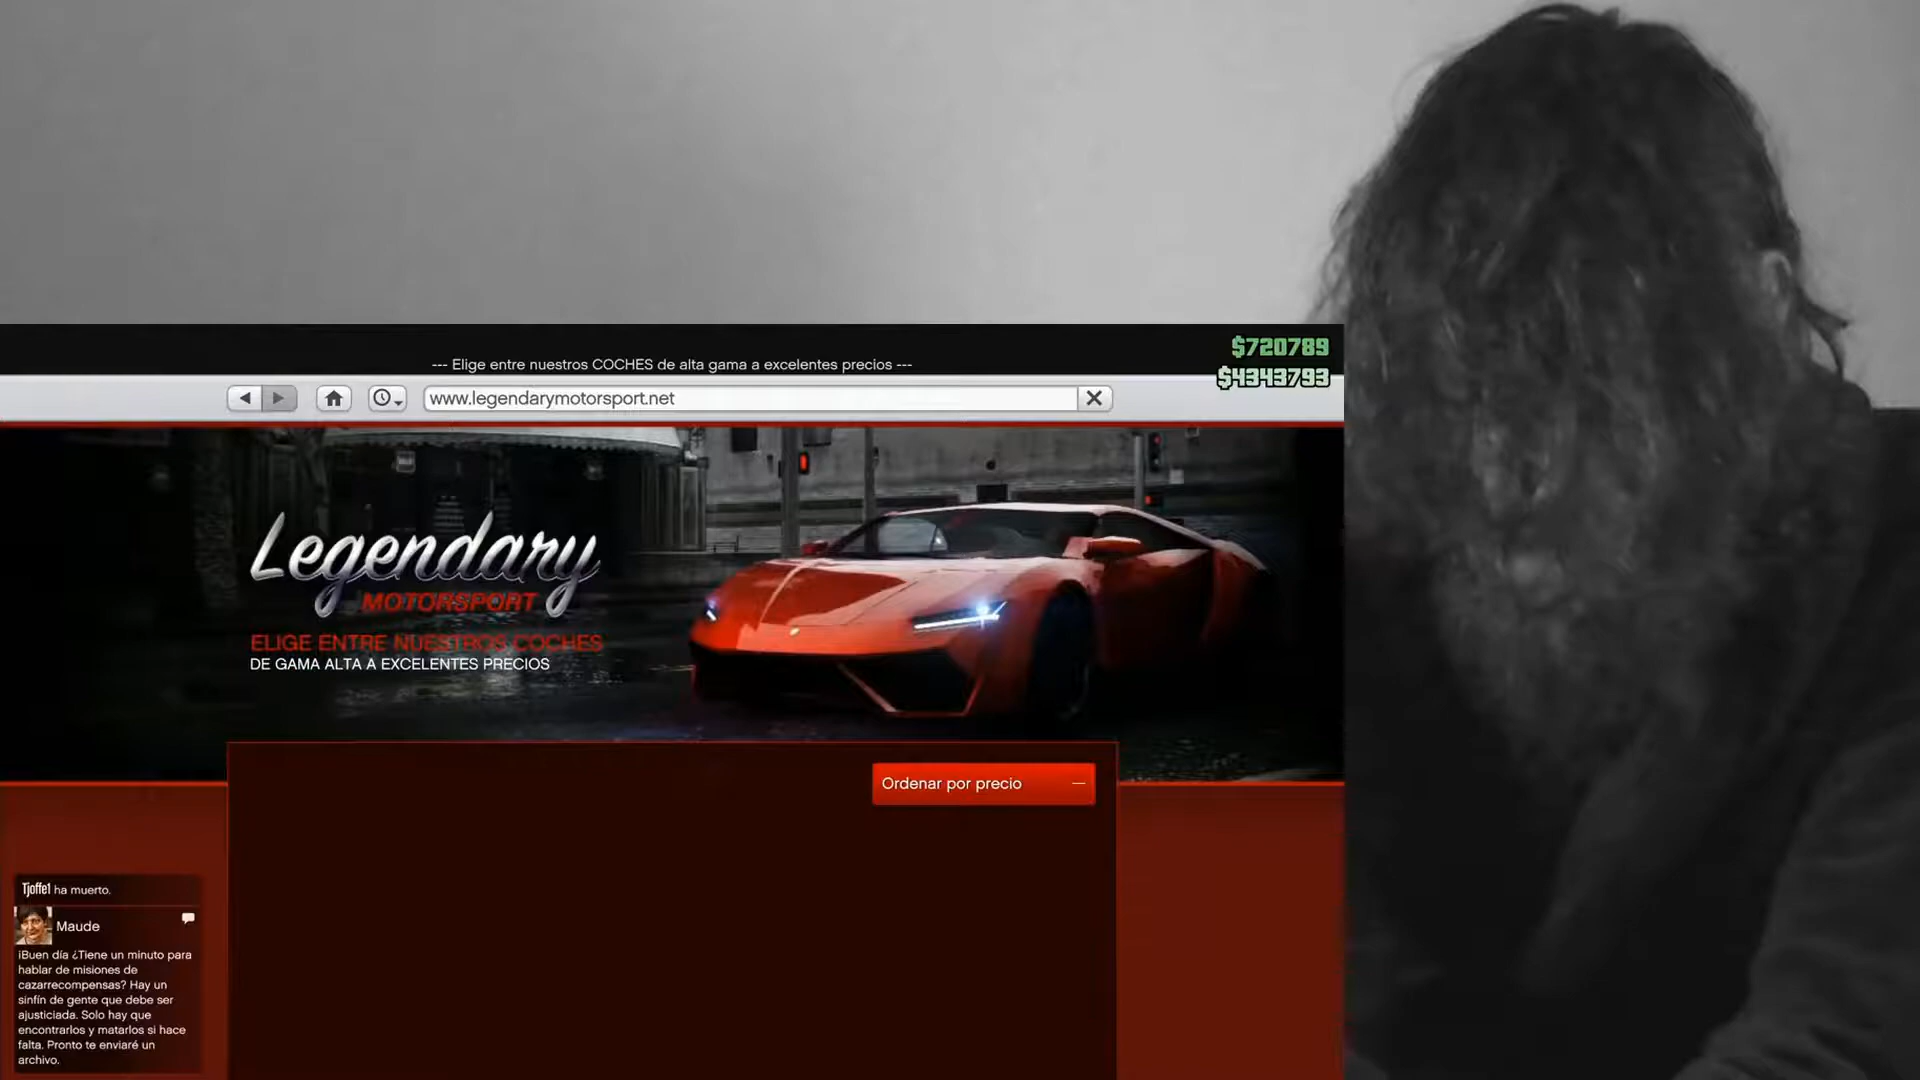 --- Elige entre nuestros COCHES de alta gama a excelentes precios ---
$720789
$4343793
www.legendarymotorsport.net
Legendary
MOTORSPORT
ELIGE ENTRE NUESTROS COCHES
DE GAMA ALTA A EXCELENTES PRECIOS
Ordenar por precio
Tjoffe1 ha muerto.
Maude
¡Buen día ¿Tiene un minuto para
hablar de misiones de
cazarrecompensas? Hay un
sinfín de gente que debe ser
ajusticiada. Solo hay que
encontrarlos y matarlos si hace
falta. Pronto te enviaré un
archivo.